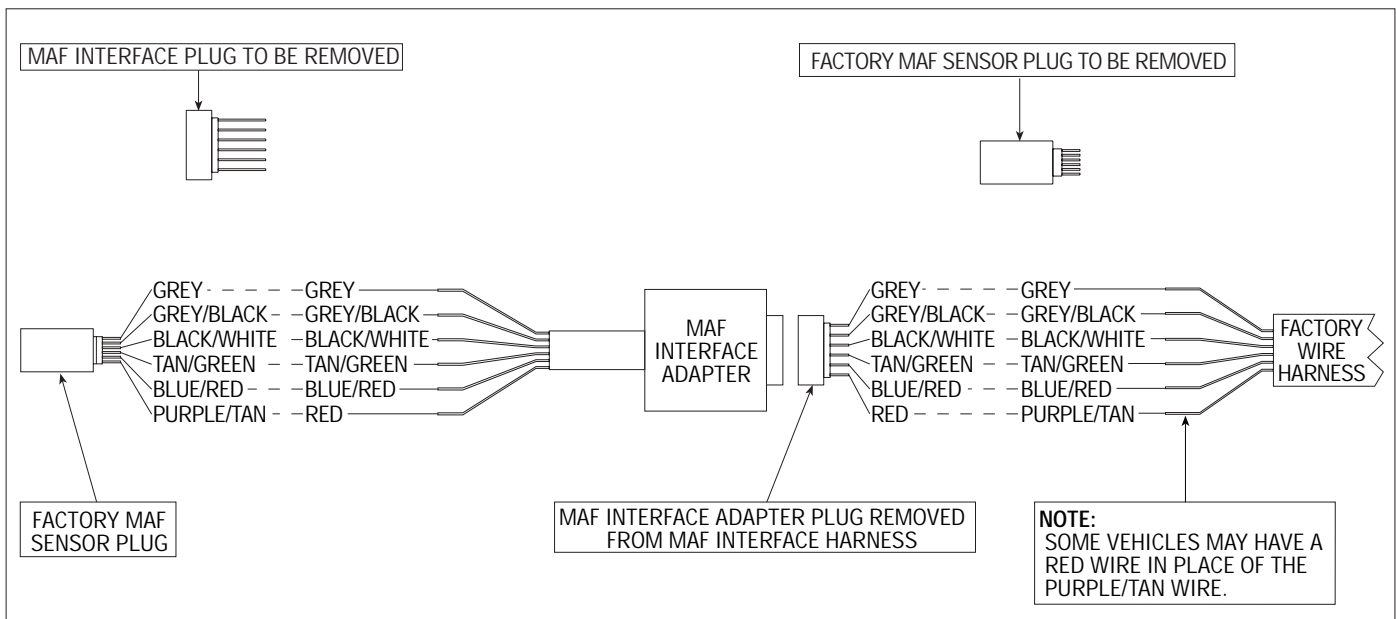 MAF INTERFACE PLUG TO BE REMOVED
FACTORY MAF SENSOR PLUG TO BE REMOVED
GREY GREY
GREY/BLACK GREY/BLACK
BLACK/WHITE BLACK/WHITE
TAN/GREEN TAN/GREEN
BLUE/RED BLUE/RED
PURPLE/TAN RED
MAF
INTERFACE
ADAPTER
GREY GREY
GREY/BLACK GREY/BLACK
BLACK/WHITE BLACK/WHITE
TAN/GREEN TAN/GREEN
BLUE/RED BLUE/RED
RED PURPLE/TAN
FACTORY
WIRE
HARNESS
FACTORY MAF
SENSOR PLUG
MAF INTERFACE ADAPTER PLUG REMOVED
FROM MAF INTERFACE HARNESS
NOTE:
SOME VEHICLES MAY HAVE A
RED WIRE IN PLACE OF THE
PURPLE/TAN WIRE.